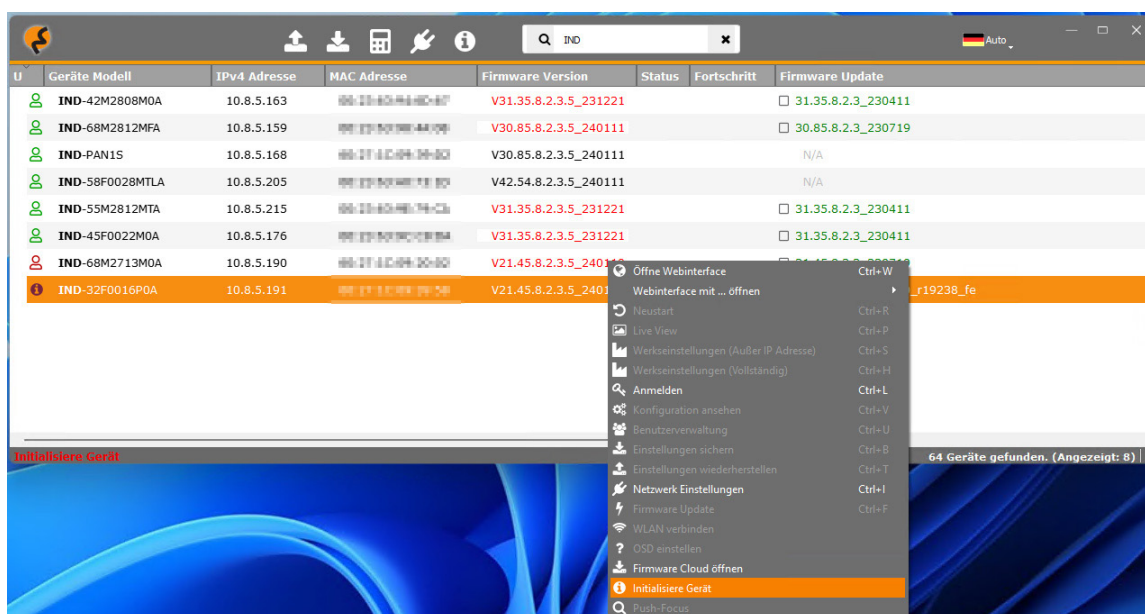 IND
Auto
U Geräte Modell IPv4 Adresse MAC Adresse Firmware Version Status Fortschritt Firmware Update
IND-42M2808M0A 10.8.5.163 V31.35.8.2.3.5_231221 31.35.8.2.3_230411
IND-68M2812MFA 10.8.5.159 V30.85.8.2.3.5_240111 30.85.8.2.3_230719
IND-PAN1S 10.8.5.168 V30.85.8.2.3.5_240111 N/A
IND-58F0028MTLA 10.8.5.205 V42.54.8.2.3.5_240111 N/A
IND-55M2812MTA 10.8.5.215 V31.35.8.2.3.5_231221 31.35.8.2.3_230411
IND-45F0022M0A 10.8.5.176 V31.35.8.2.3.5_231221 31.35.8.2.3_230411
IND-68M2713M0A 10.8.5.190
IND-32F0016P0A 10.8.5.191 _r19238_fe
Öffne Webinterface Ctrl+W
Webinterface mit ... öffnen
Neustart Ctrl+R
Live View Ctrl+P
Werkseinstellungen (Außer IP Adresse) Ctrl+S
Werkseinstellungen (Vollständig) Ctrl+H
Anmelden Ctrl+L
Konfiguration ansehen Ctrl+V
Benutzerverwaltung Ctrl+U
Einstellungen sichern Ctrl+B
Initialisiere Gerät 64 Geräte gefunden. (Angezeigt: 8)
Einstellungen wiederherstellen Ctrl+T
Netzwerk Einstellungen Ctrl+I
Firmware Update Ctrl+F
WLAN verbinden
OSD einstellen
Firmware Cloud öffnen
Initialisiere Gerät
Push-Focus